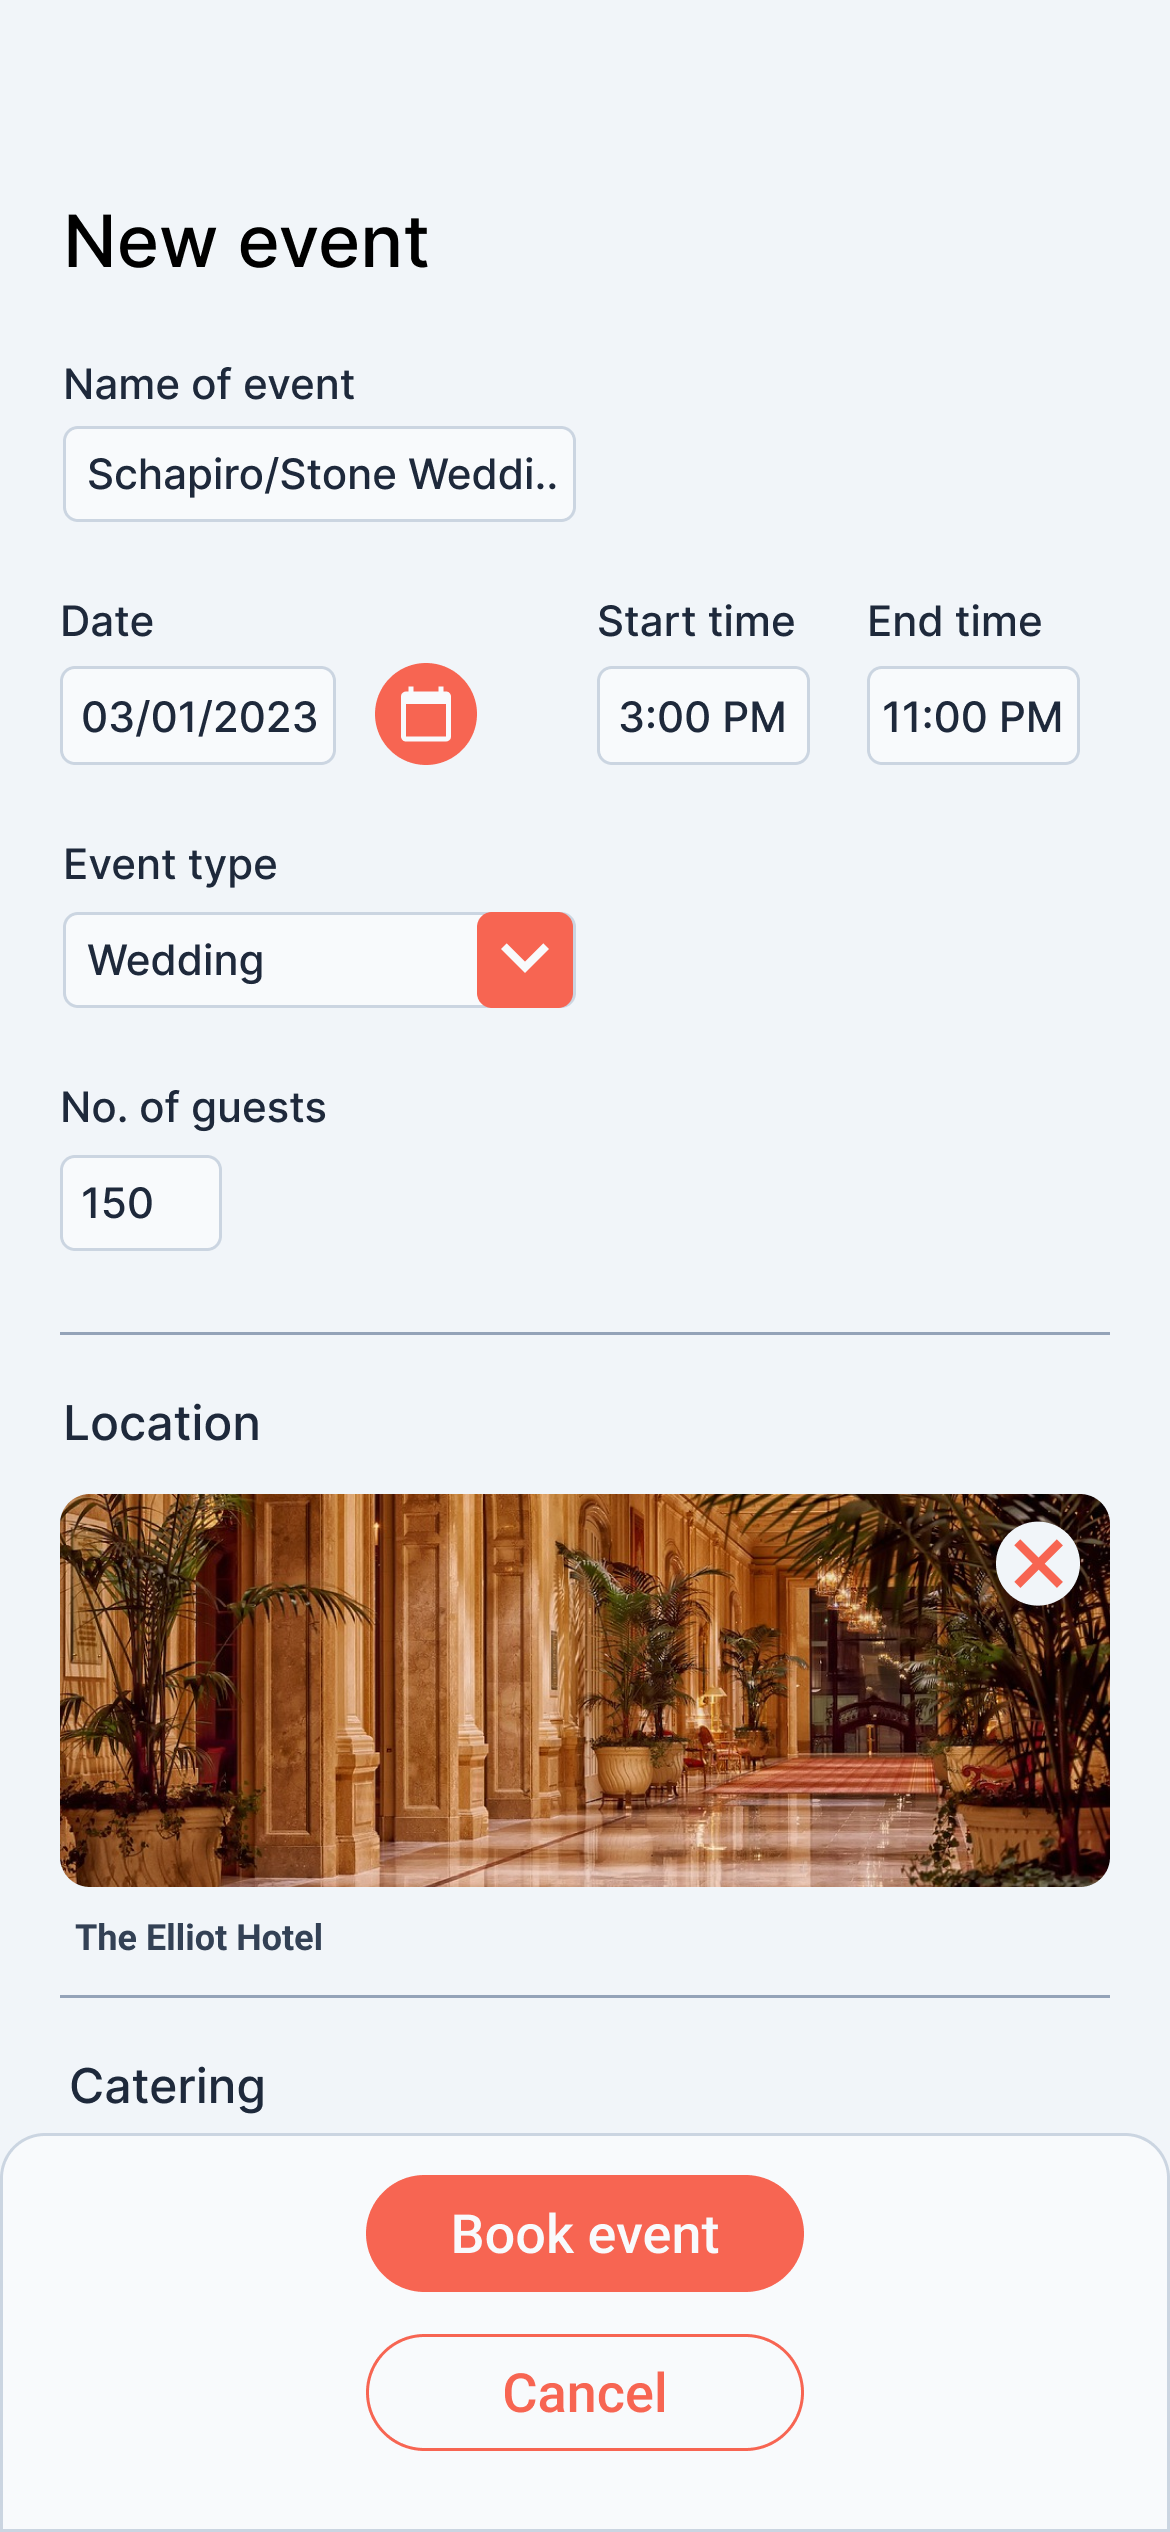 New event
Name of event
Schapiro/Stone Weddi..
Date
Start time
End time
03/01/2023
3:00 PM
11:00 PM
Event type
Wedding
No. of guests
150
Location
The Elliot Hotel
Catering
Book event
Cancel